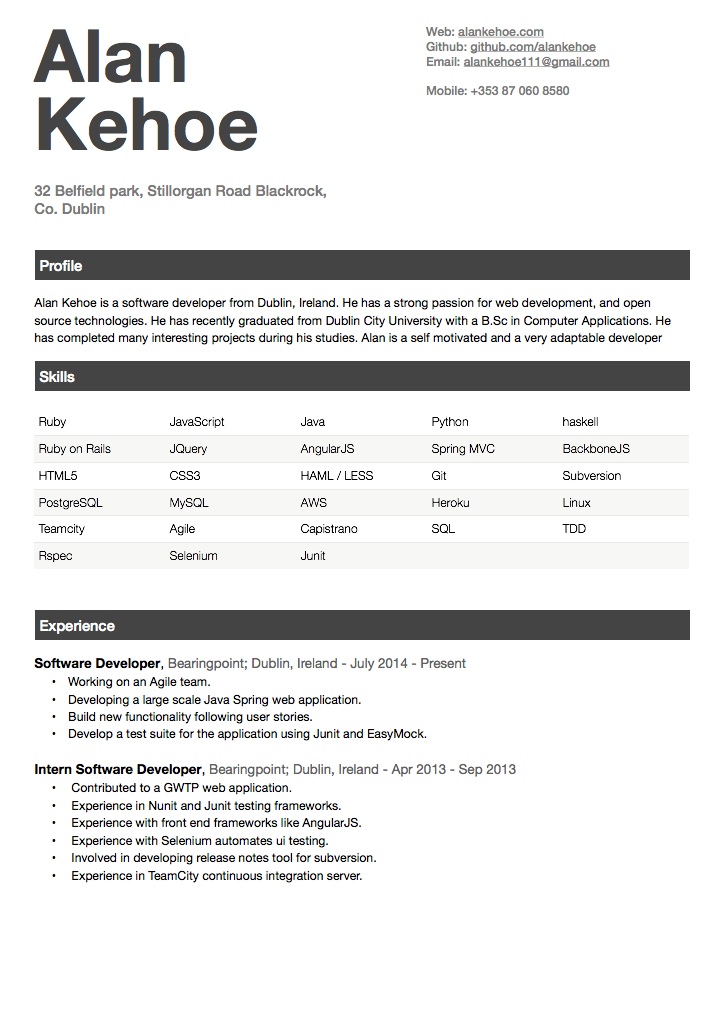 Alan
Kehoe
Web: alankehoe.com
Github: github.com/alankehoe
Email: alankehoe111@gmail.com
Mobile: +353 87 060 8580
32 Belfield park, Stillorgan Road Blackrock,
Co. Dublin
Profile
Alan Kehoe is a software developer from Dublin, Ireland. He has a strong passion for web development, and open
source technologies. He has recently graduated from Dublin City University with a B.Sc in Computer Applications. He
has completed many interesting projects during his studies. Alan is a self motivated and a very adaptable developer
Skills
Ruby JavaScript Java Python haskell
Ruby on Rails JQuery AngularJS Spring MVC BackboneJS
HTML5 CSS3 HAML / LESS Git Subversion
PostgreSQL MySQL AWS Heroku Linux
Teamcity Agile Capistrano SQL TDD
Rspec Selenium Junit
Experience
Software Developer, Bearingpoint; Dublin, Ireland - July 2014 - Present
• Working on an Agile team.
• Developing a large scale Java Spring web application.
• Build new functionality following user stories.
• Develop a test suite for the application using Junit and EasyMock.
Intern Software Developer, Bearingpoint; Dublin, Ireland - Apr 2013 - Sep 2013
• Contributed to a GWTP web application.
• Experience in Nunit and Junit testing frameworks.
• Experience with front end frameworks like AngularJS.
• Experience with Selenium automates ui testing.
• Involved in developing release notes tool for subversion.
• Experience in TeamCity continuous integration server.